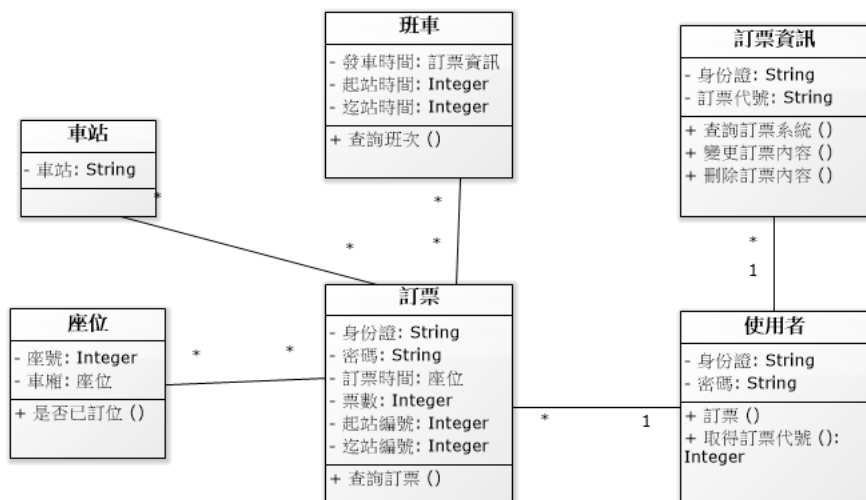 班車
- 發車時間: 訂票資訊
- 起站時間: Integer
- 迄站時間: Integer
+ 查詢班次 ()
訂票資訊
- 身份證: String
- 訂票代號: String
+ 查詢訂票系統 ()
+ 變更訂票內容 ()
+ 刪除訂票內容 ()
車站
- 車站: String
*
*
*
*
*
1
座位
- 座號: Integer
- 車廂: 座位
+ 是否已訂位 ()
*
*
訂票
- 身份證: String
- 密碼: String
- 訂票時間: 座位
- 票數: Integer
- 起站編號: Integer
- 迄站編號: Integer
+ 查詢訂票 ()
*
1
使用者
- 身份證: String
- 密碼: String
+ 訂票 ()
+ 取得訂票代號 ():
Integer